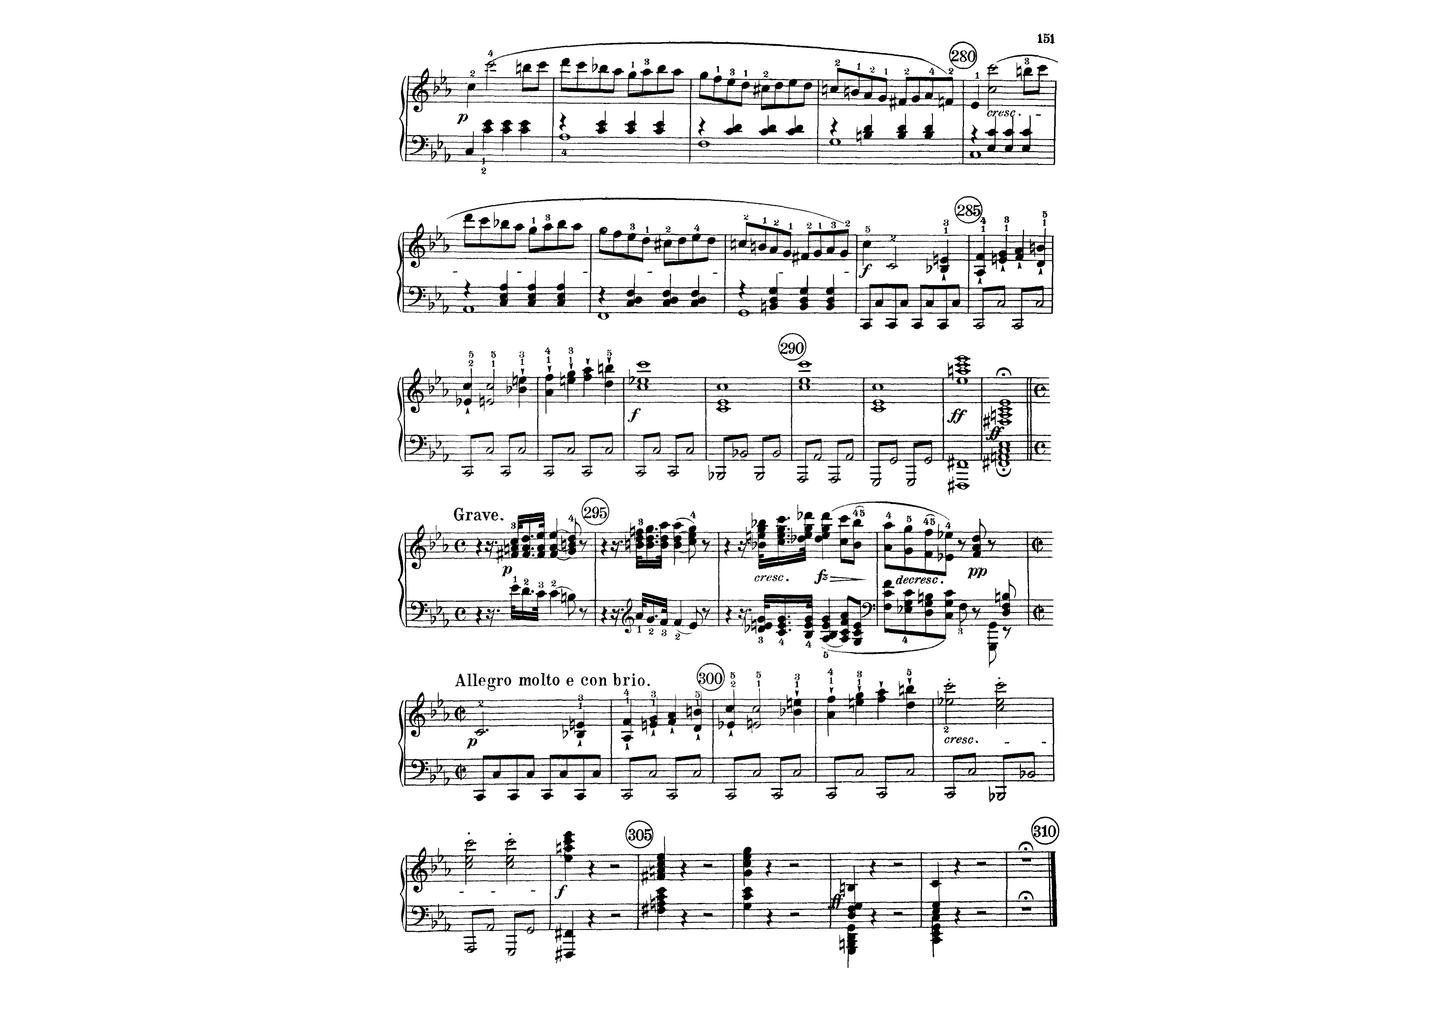 151
280
p
cresc.
285
f
290
f
ff
ff
Grave.
295
p
cresc.
fz
decresc.
pp
Allegro molto e con brio.
300
p
cresc.
305
310
f
ff